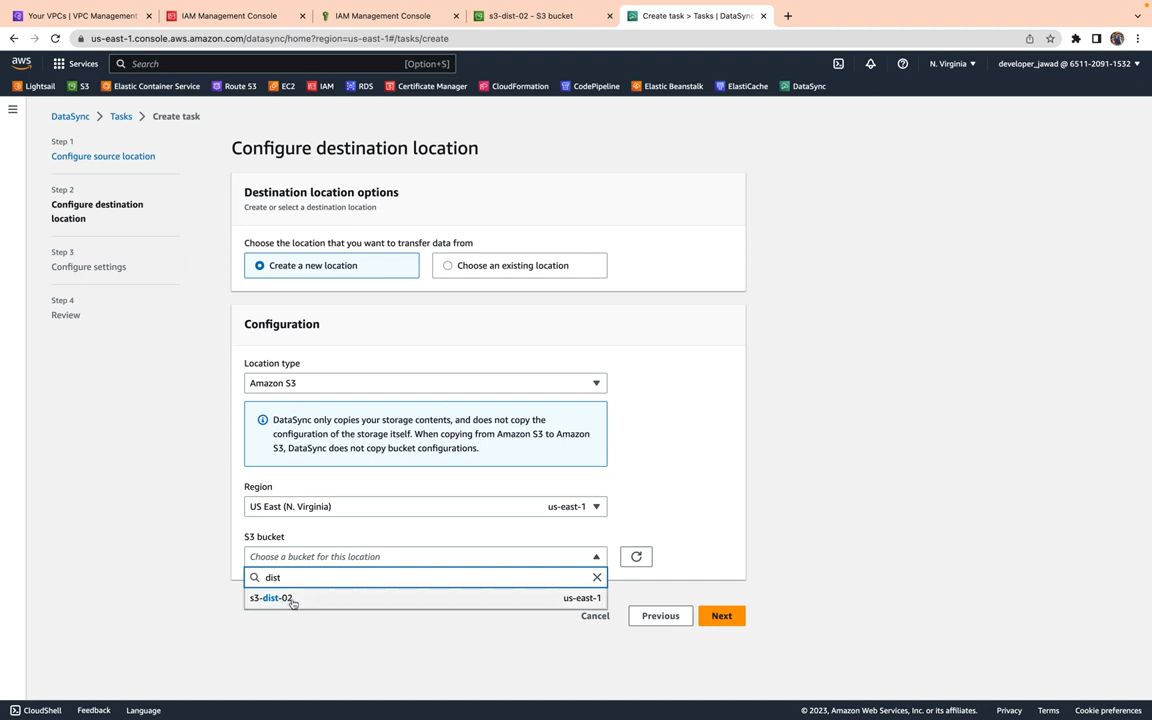 Your VPCs | VPC Management
IAM Management Console
IAM Management Console
s3-dist-02 - S3 bucket
Create task > Tasks | DataSync
us-east-1.console.aws.amazon.com/datasync/home?region=us-east-1#/tasks/create
aws
Services
Search
[Option+S]
N. Virginia
developer_jawad @ 6511-2091-1532
Lightsail
S3
Elastic Container Service
Route 53
EC2
IAM
RDS
Certificate Manager
CloudFormation
CodePipeline
Elastic Beanstalk
ElastiCache
DataSync
DataSync
Tasks
Create task
Step 1
Configure source location
Step 2
Configure destination
location
Step 3
Configure settings
Step 4
Review
Configure destination location
Destination location options
Create or select a destination location
Choose the location that you want to transfer data from
Create a new location
Choose an existing location
Configuration
Location type
Amazon S3
DataSync only copies your storage contents, and does not copy the
configuration of the storage itself. When copying from Amazon S3 to Amazon
S3, DataSync does not copy bucket configurations.
Region
US East (N. Virginia)
us-east-1
S3 bucket
Choose a bucket for this location
dist
s3-dist-02
us-east-1
Cancel
Previous
Next
CloudShell
Feedback
Language
© 2023, Amazon Web Services, Inc. or its affiliates.
Privacy
Terms
Cookie preferences